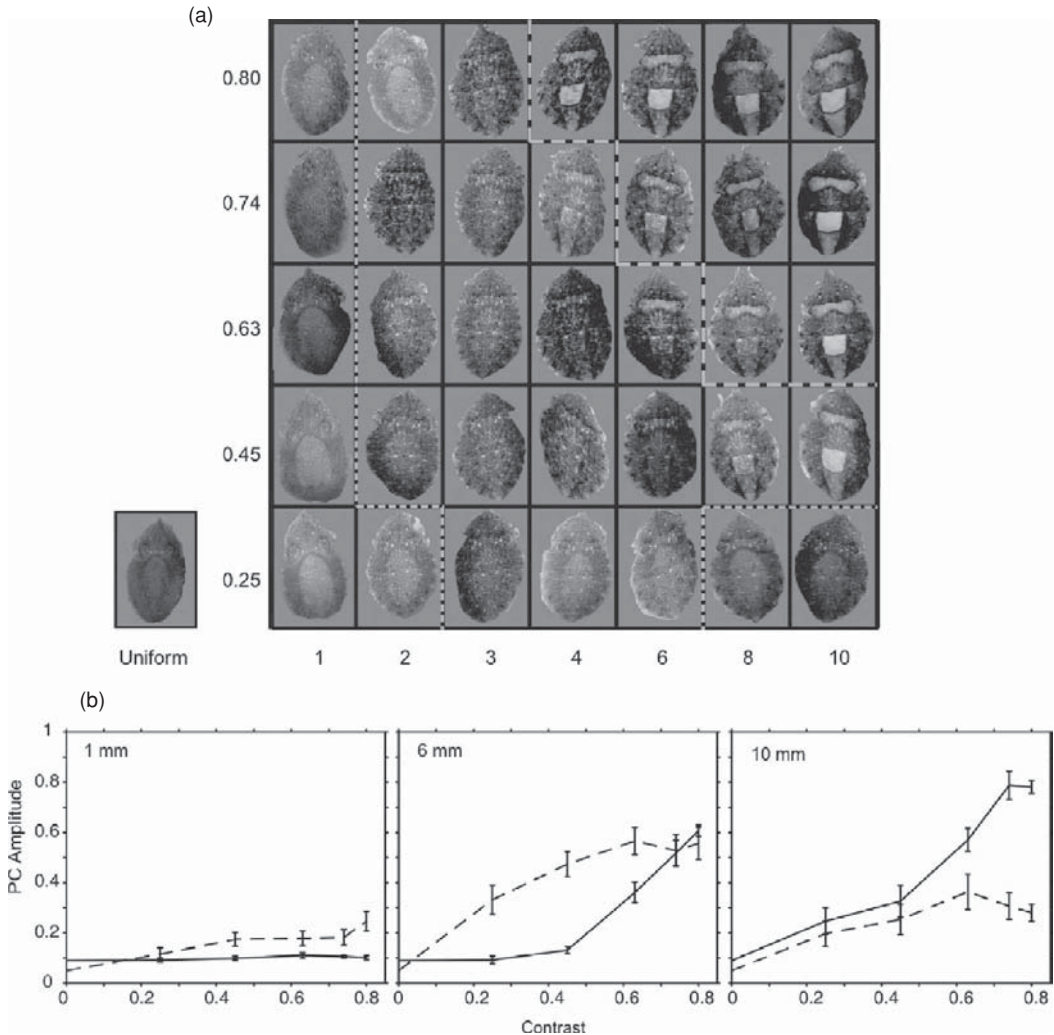 (a)
0.80
0.74
0.63
0.45
0.25
Uniform 1 2 3 4 6 8 10
(b)
PC Amplitude
1
0.8
0.6
0.4
0.2
0
1 mm
6 mm
10 mm
0 0.2 0.4 0.6 0.8
0 0.2 0.4 0.6 0.8
0 0.2 0.4 0.6 0.8
Contrast